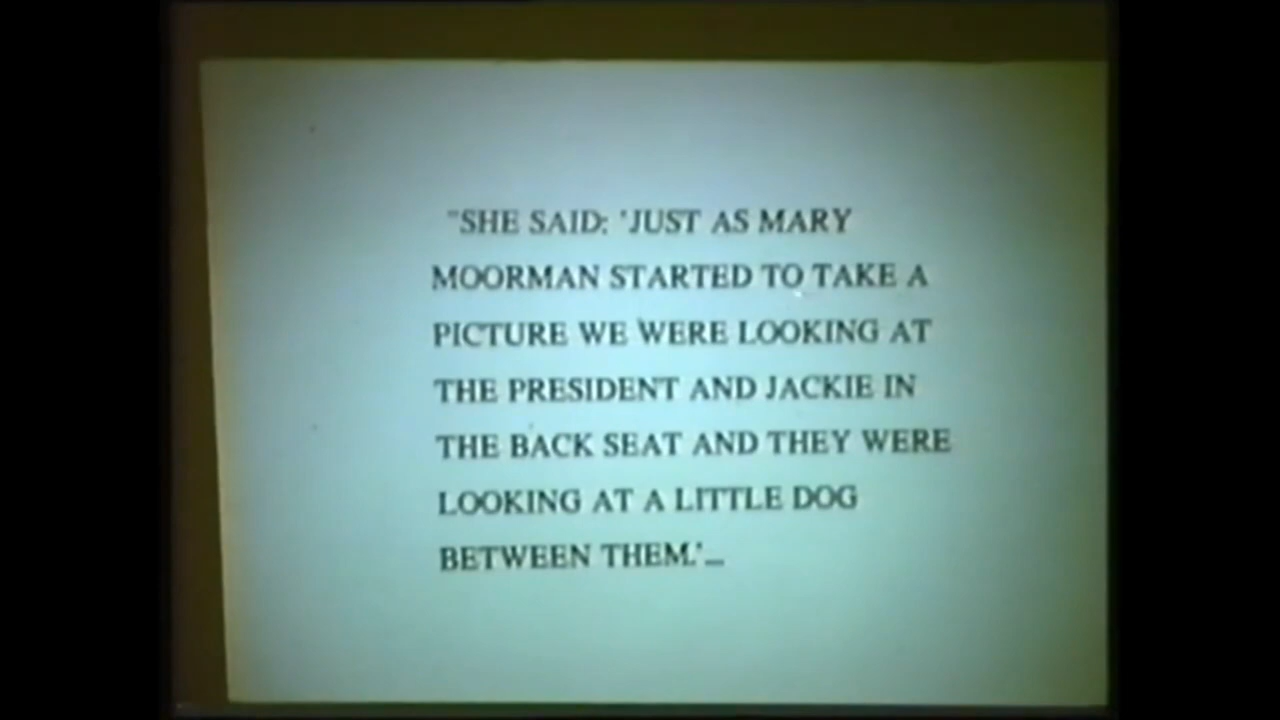 "SHE SAID: 'JUST AS MARY
MOORMAN STARTED TO TAKE A
PICTURE WE WERE LOOKING AT
THE PRESIDENT AND JACKIE IN
THE BACK SEAT AND THEY WERE
LOOKING AT A LITTLE DOG
BETWEEN THEM.'...